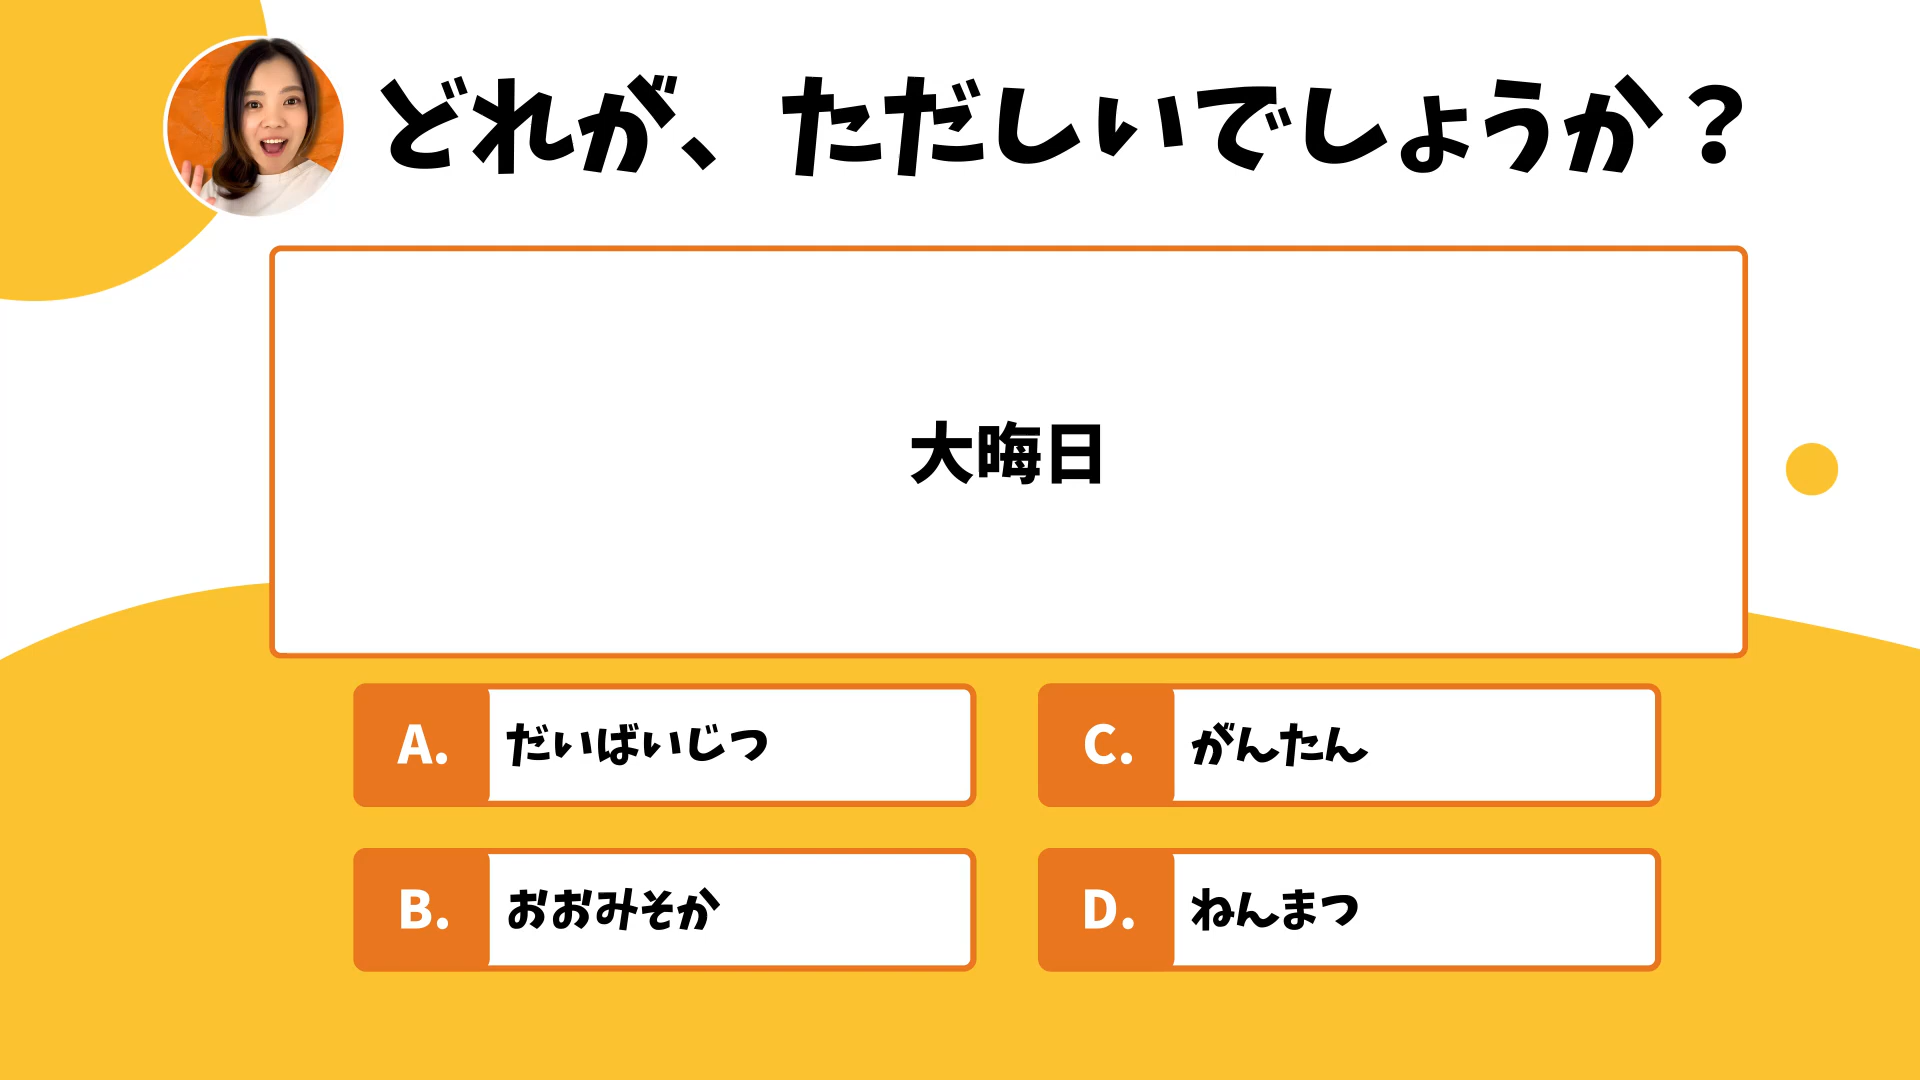 どれが、ただしいでしょうか？
大晦日
A. だいばいじつ
B. おおみそか
C. がんたん
D. ねんまつ